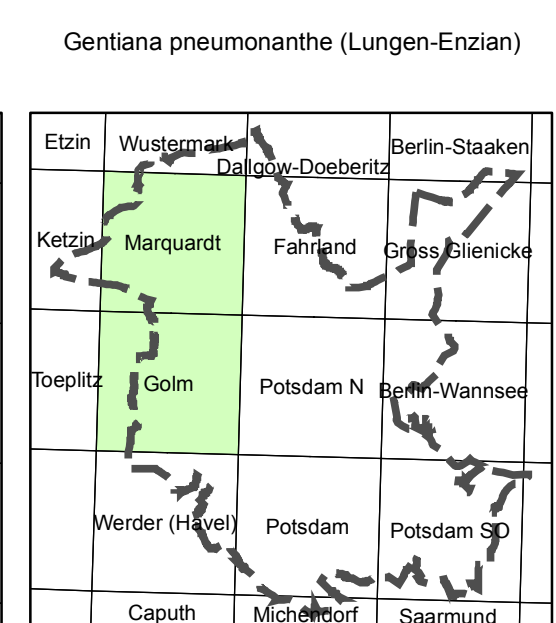 Gentiana pneumonanthe (Lungen-Enzian)
Etzin
Wustermark
Dallgow-Doeberitz
Berlin-Staaken
Ketzin
Marquardt
Fahrland
Gross Glienicke
Toeplitz
Golm
Potsdam N
Berlin-Wannsee
Werder (Havel)
Potsdam
Potsdam SO
Caputh
Michendorf
Saarmund